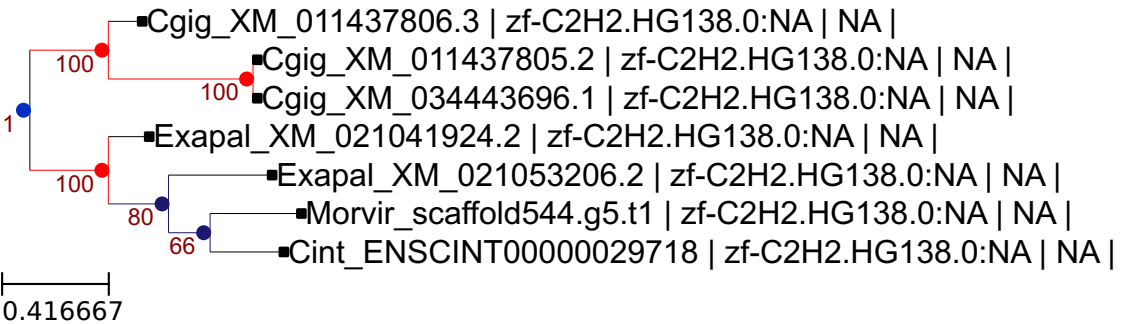 Cgig_XM_011437806.3 | zf-C2H2.HG138.0:NA | NA |
100
Cgig_XM_011437805.2 | zf-C2H2.HG138.0:NA | NA |
100
Cgig_XM_034443696.1 | zf-C2H2.HG138.0:NA | NA |
1
Exapal_XM_021041924.2 | zf-C2H2.HG138.0:NA | NA |
100
Exapal_XM_021053206.2 | zf-C2H2.HG138.0:NA | NA |
80
Morvir_scaffold544.g5.t1 | zf-C2H2.HG138.0:NA | NA |
66
Cint_ENSCINT00000029718 | zf-C2H2.HG138.0:NA | NA |
0.416667